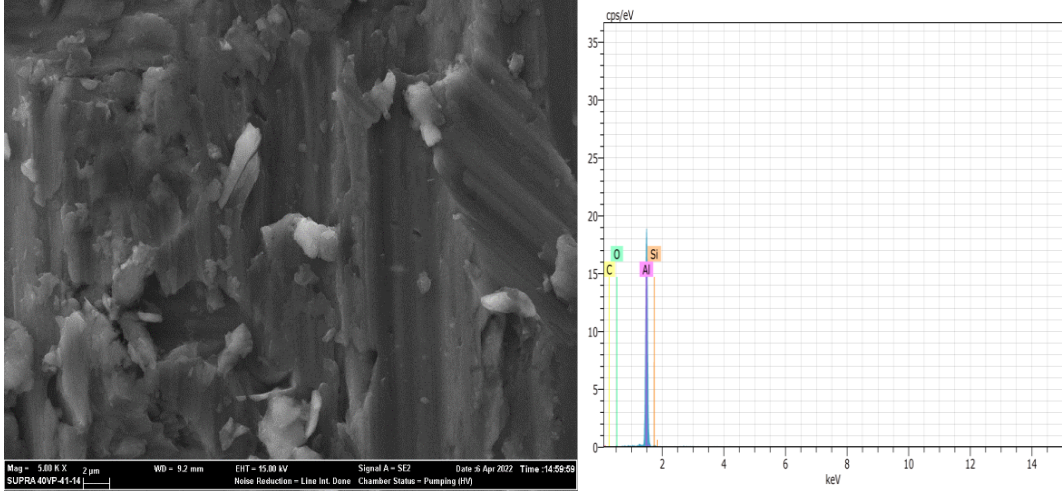 Mag = 5.00 K X 2 µm WD = 9.2 mm EHT = 15.00 kV Signal A = SE2 Date :6 Apr 2022 Time :14:59:59
SUPRA 40VP-41-14 Noise Reduction = Line Int. Done Chamber Status = Pumping (HV)
cps/eV
35
30
25
20
O Si
C Al
15
10
5
0
2 4 6 8 10 12 14
keV